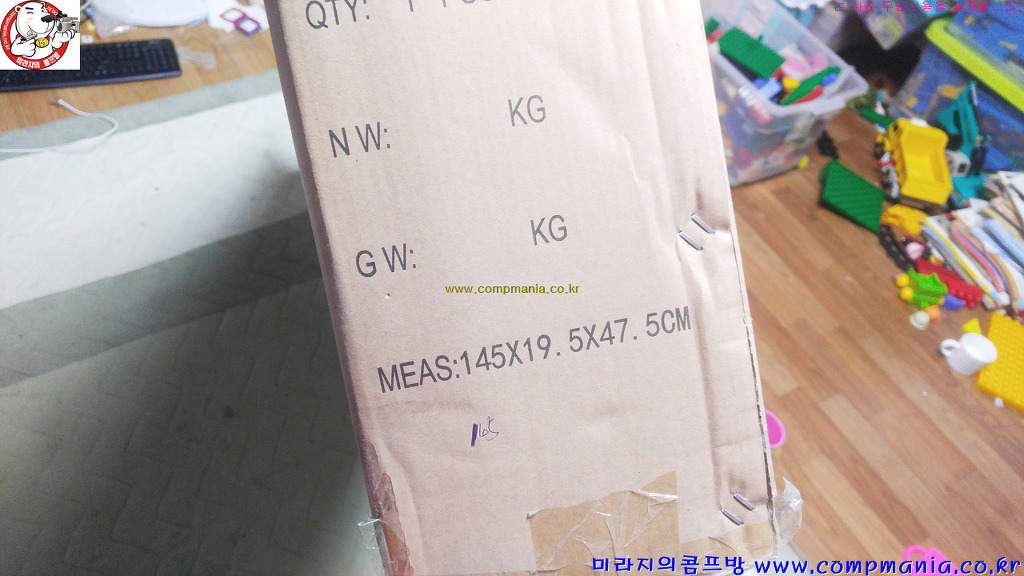 QTY: 1
N W: KG
G W: KG
www.compmania.co.kr
MEAS:145X19.5X47.5CM
미라지의콤프방 www.compmania.co.kr